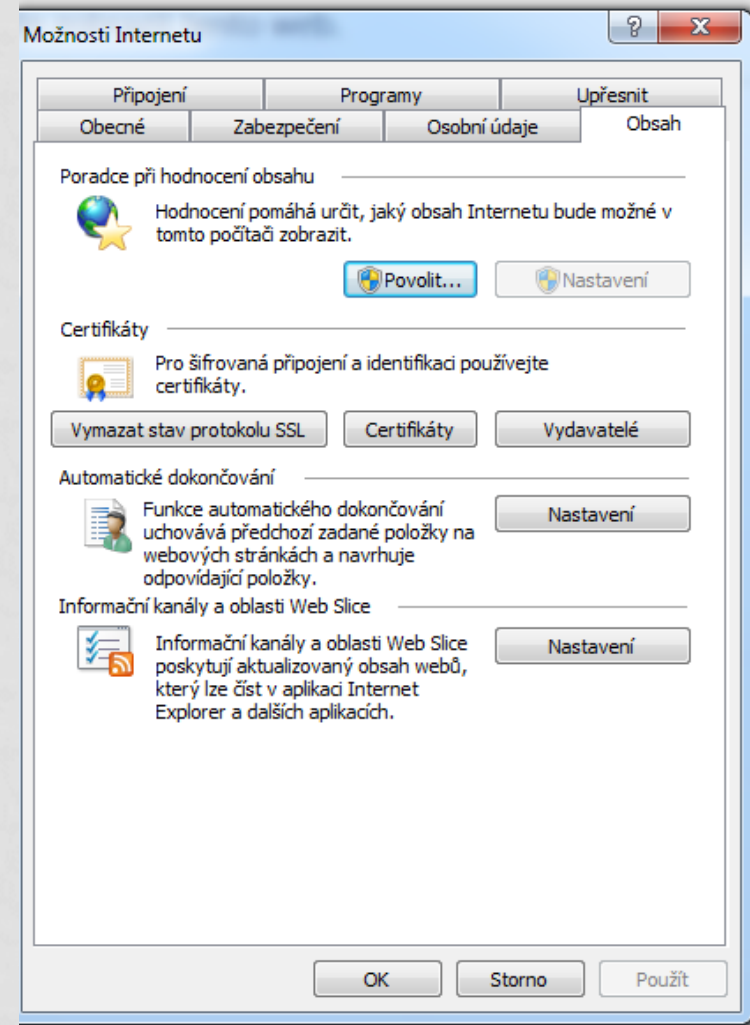 Možnosti Internetu
Připojení Programy Upřesnit
Obecné Zabezpečení Osobní údaje Obsah
Poradce při hodnocení obsahu
Hodnocení pomáhá určit, jaký obsah Internetu bude možné v
tomto počítači zobrazit.
Povolit... Nastavení
Certifikáty
Pro šifrovaná připojení a identifikaci používejte
certifikáty.
Vymazat stav protokolu SSL Certifikáty Vydavatelé
Automatické dokončování
Funkce automatického dokončování
uchovává předchozí zadané položky na
webových stránkách a navrhuje
odpovídající položky.
Nastavení
Informační kanály a oblasti Web Slice
Informační kanály a oblasti Web Slice
poskytují aktualizovaný obsah webů,
který lze číst v aplikaci Internet
Explorer a dalších aplikacích.
Nastavení
OK Storno Použít